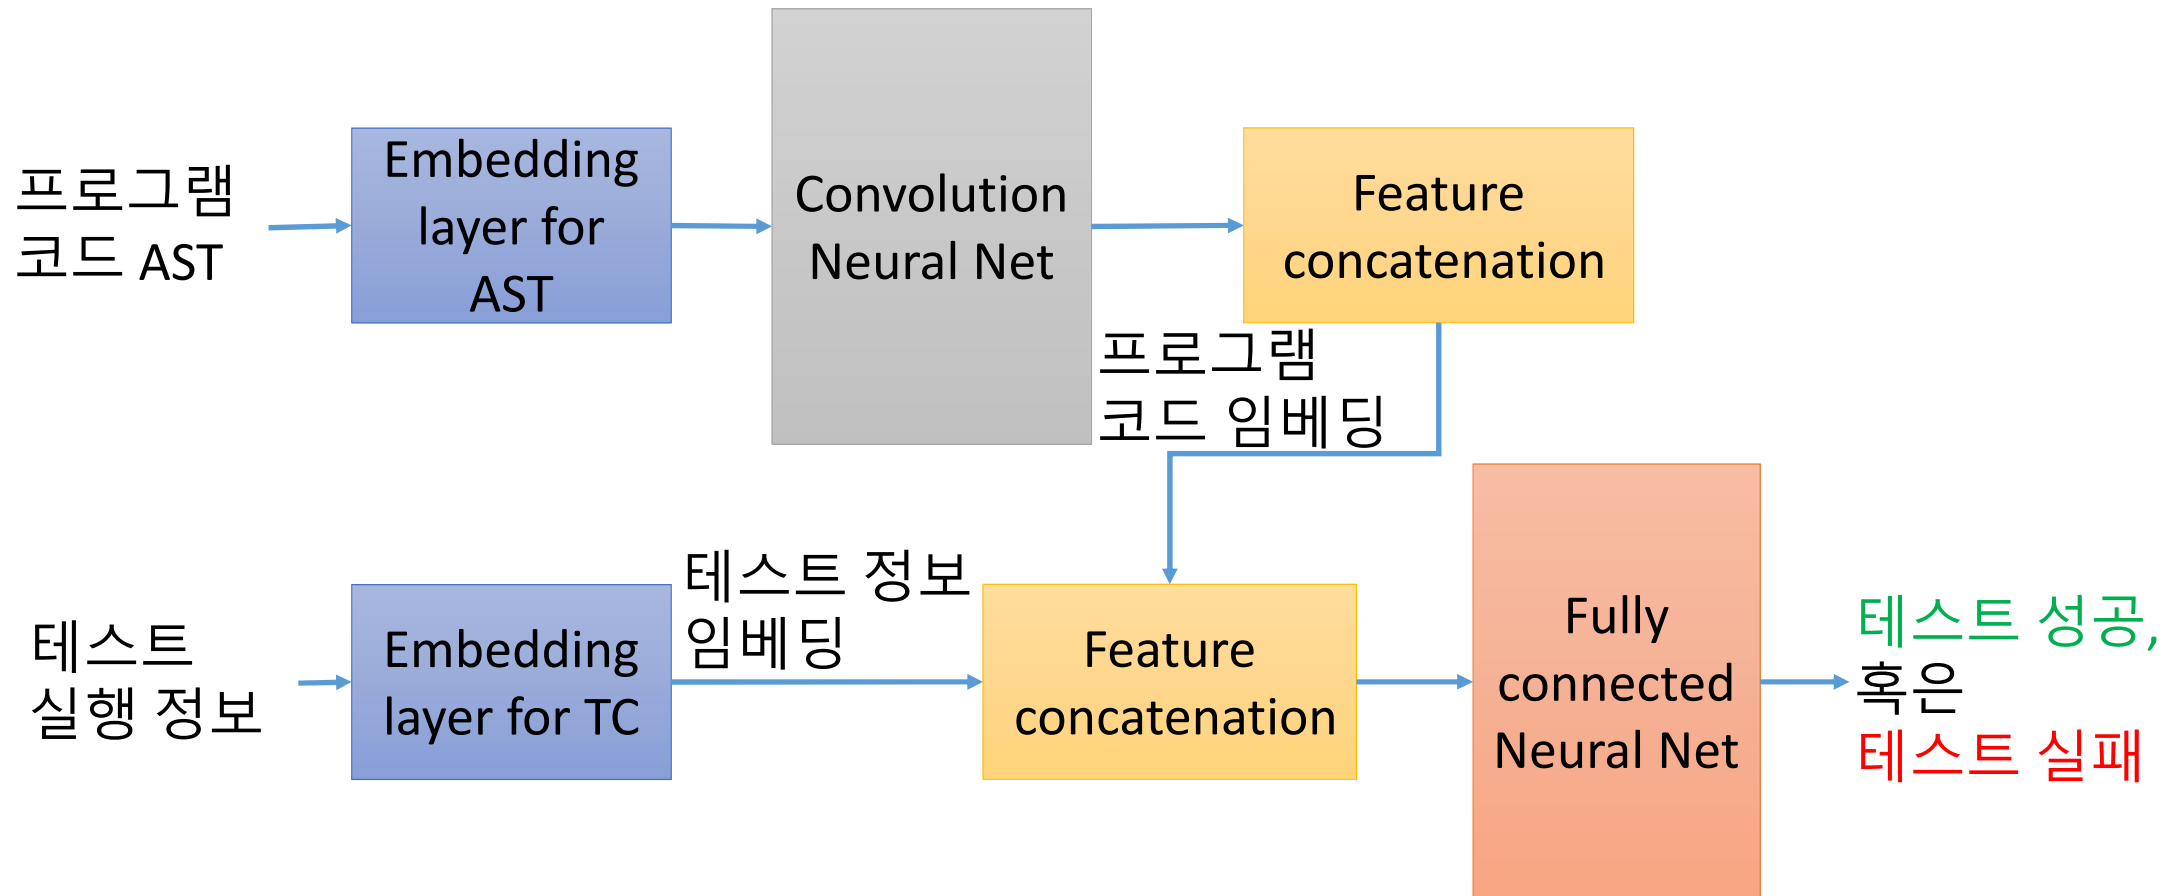 프로그램
코드 AST
Embedding
layer for
AST
Convolution
Neural Net
Feature
concatenation
프로그램
코드 임베딩
테스트
실행 정보
Embedding
layer for TC
테스트 정보
임베딩
Feature
concatenation
Fully
connected
Neural Net
테스트 성공,
혹은
테스트 실패